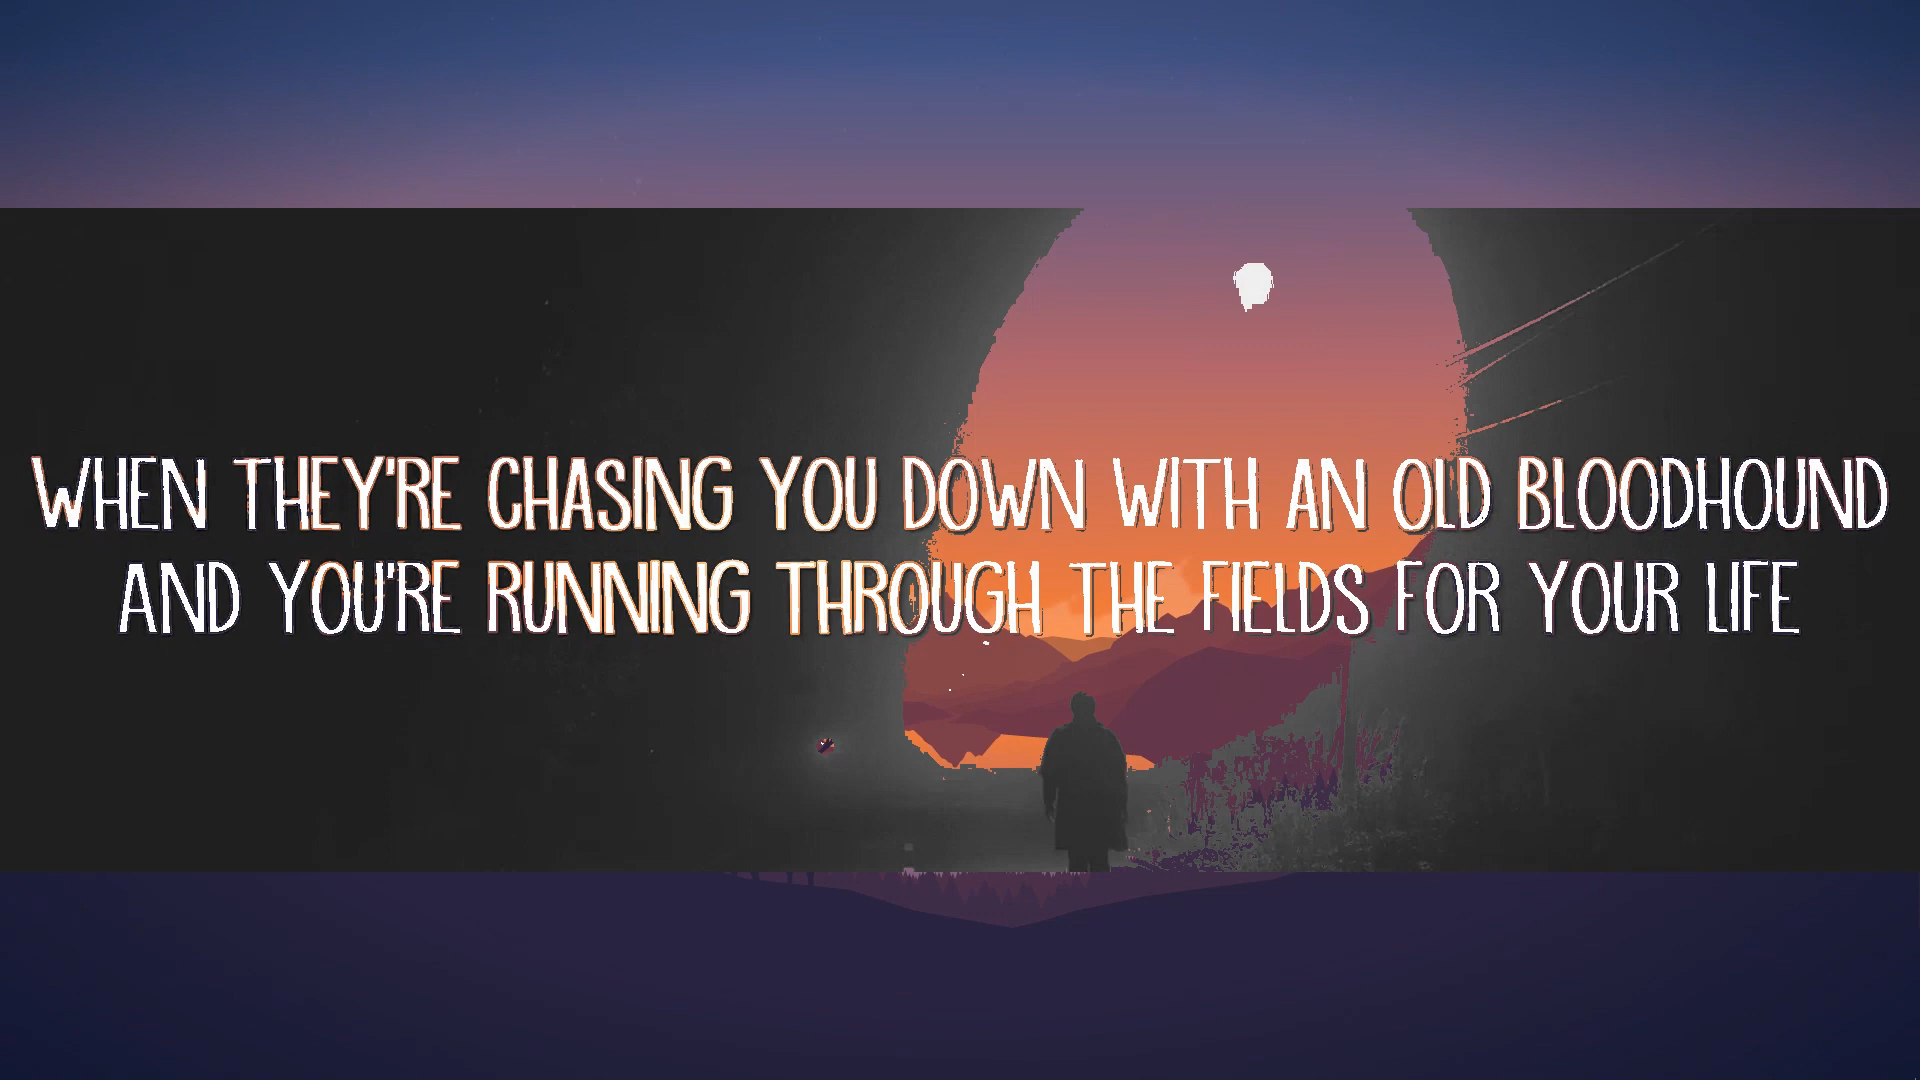 WHEN THEY'RE CHASING YOU DOWN WITH AN OLD BLOODHOUND
AND YOU'RE RUNNING THROUGH THE FIELDS FOR YOUR LIFE